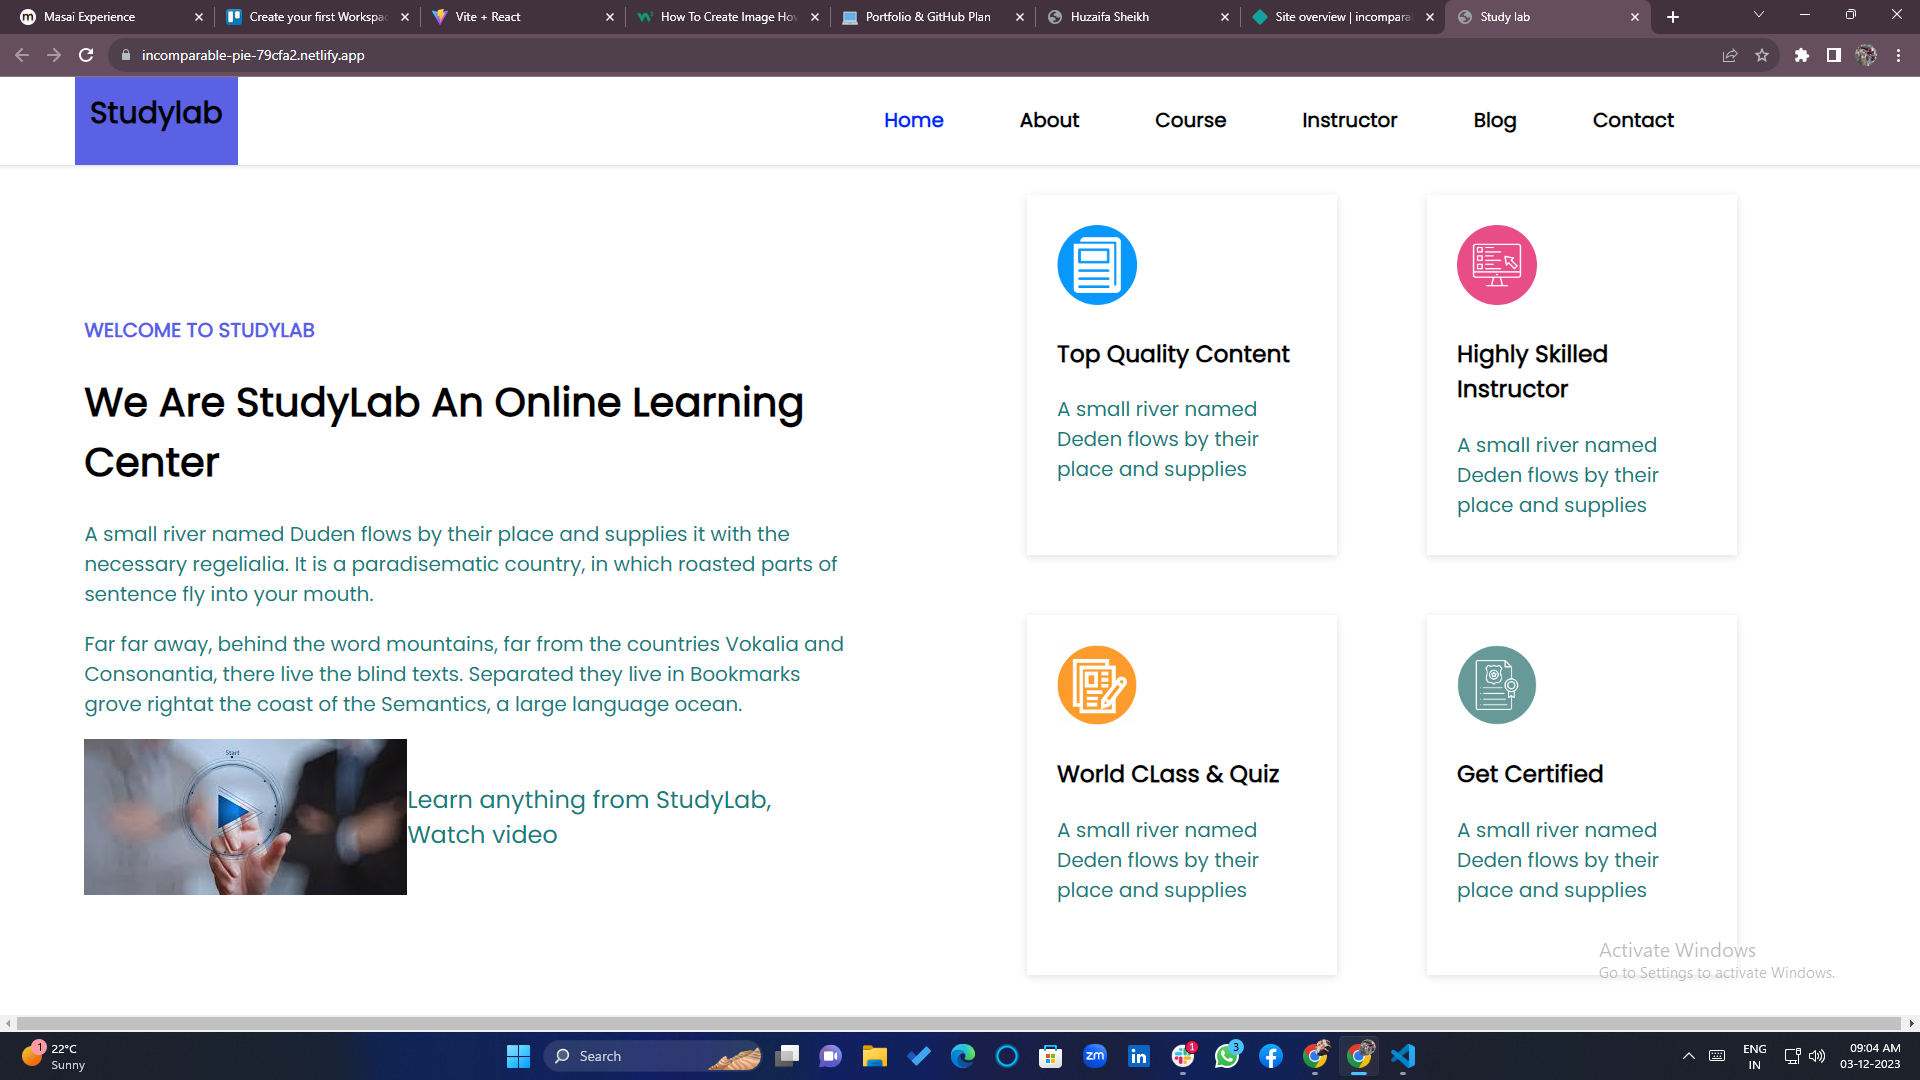 Masai Experience
Create your first Workspac
Vite + React
How To Create Image Hov
Portfolio & GitHub Plan
Huzaifa Sheikh
Site overview | incompara
Study lab
incomparable-pie-79cfa2.netlify.app
Studylab
Home
About
Course
Instructor
Blog
Contact
WELCOME TO STUDYLAB
We Are StudyLab An Online Learning
Center
A small river named Duden flows by their place and supplies it with the
necessary regelialia. It is a paradisematic country, in which roasted parts of
sentence fly into your mouth.
Far far away, behind the word mountains, far from the countries Vokalia and
Consonantia, there live the blind texts. Separated they live in Bookmarks
grove rightat the coast of the Semantics, a large language ocean.
Start
Learn anything from StudyLab,
Watch video
Top Quality Content
A small river named
Deden flows by their
place and supplies
Highly Skilled
Instructor
A small river named
Deden flows by their
place and supplies
World CLass & Quiz
A small river named
Deden flows by their
place and supplies
Get Certified
A small river named
Deden flows by their
place and supplies
Activate Windows
Go to Settings to activate Windows.
1
22°C
Sunny
Search
zm
in
1
3
ENG
IN
09:04 AM
03-12-2023